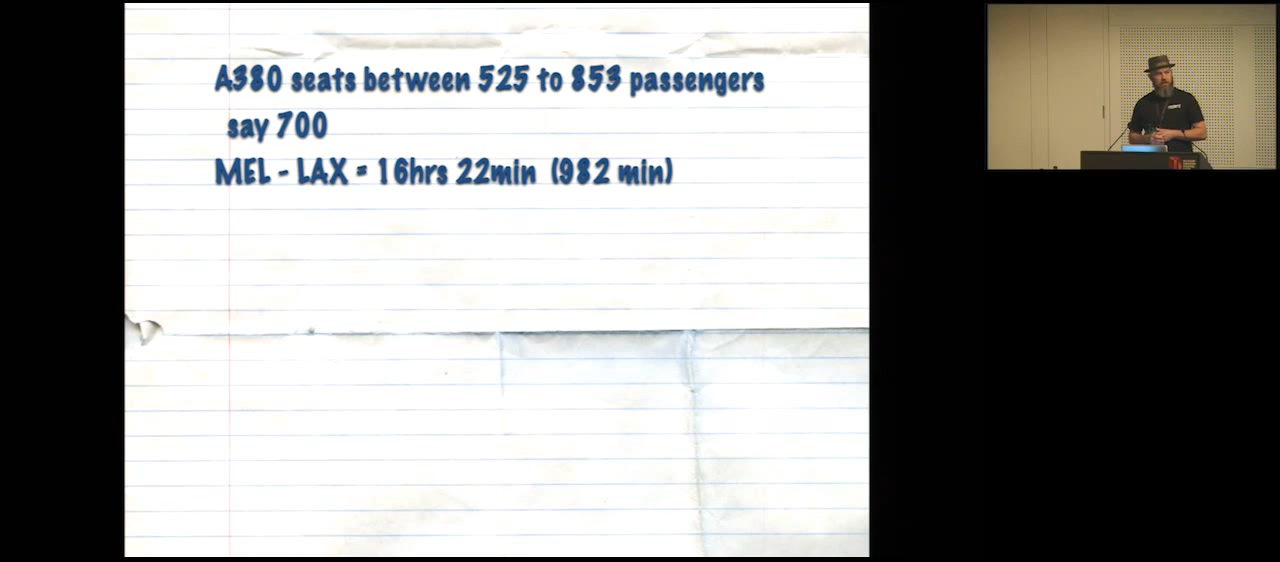 A380 seats between 525 to 853 passengers
say 700
MEL - LAX = 16hrs 22min (982 min)